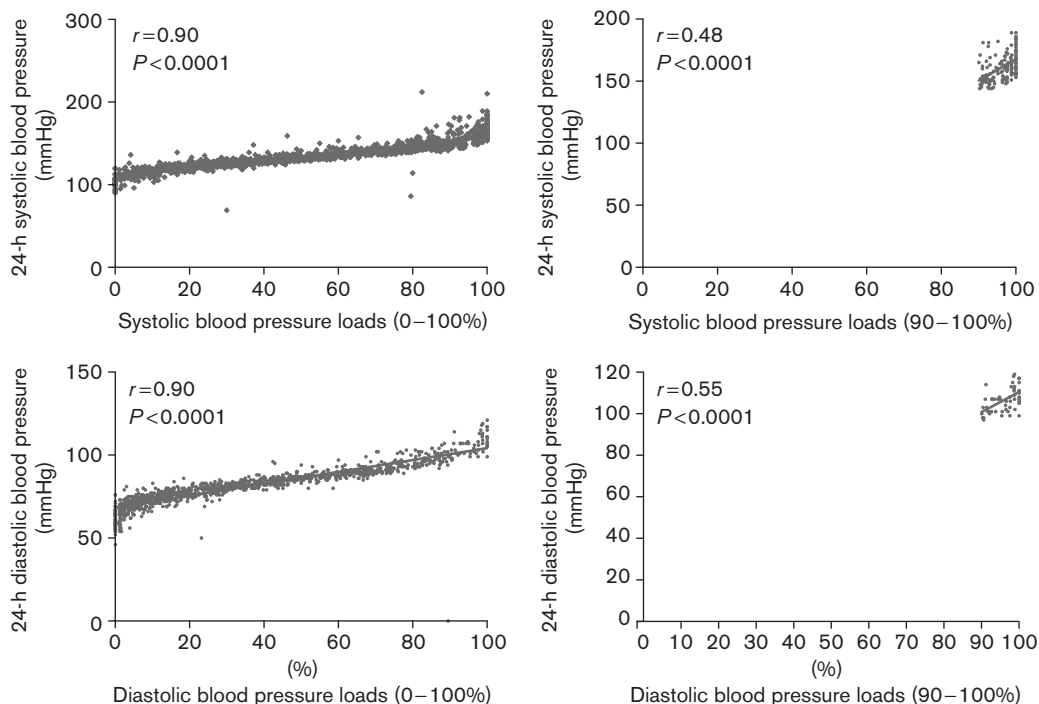 24-h systolic blood pressure
(mmHg)
300
200
100
0
r=0.90
P<0.0001
0 20 40 60 80 100
Systolic blood pressure loads (0–100%)
24-h systolic blood pressure
(mmHg)
200
150
100
50
0
r=0.48
P<0.0001
0 20 40 60 80 100
Systolic blood pressure loads (90–100%)
24-h diastolic blood pressure
(mmHg)
150
100
50
0
r=0.90
P<0.0001
0 20 40 60 80 100
(%)
Diastolic blood pressure loads (0–100%)
24-h diastolic blood pressure
(mmHg)
120
100
80
60
40
20
0
r=0.55
P<0.0001
0 10 20 30 40 50 60 70 80 90 100
(%)
Diastolic blood pressure loads (90–100%)